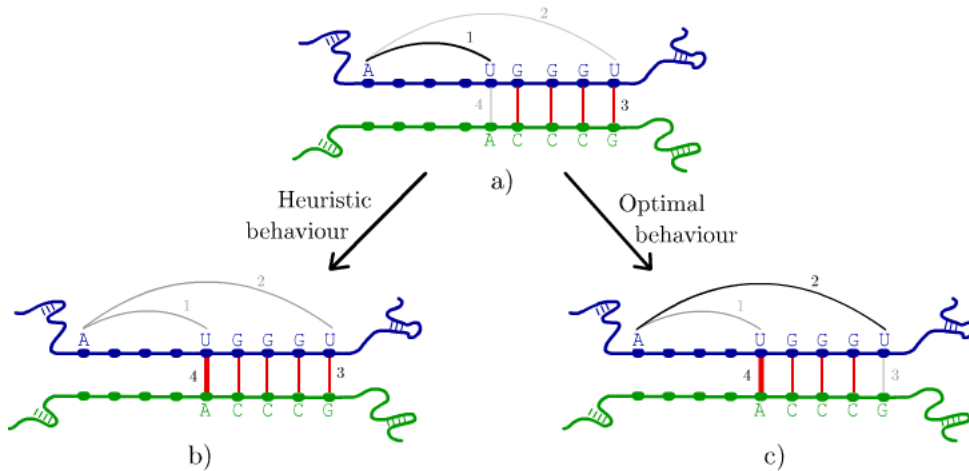 2
1
A U G G G U
4 3
A C C C G
a)
Heuristic
behaviour
Optimal
behaviour
2
1
A U G G G U
4 3
A C C C G
b)
2
1
A U G G G U
4 3
A C C C G
c)